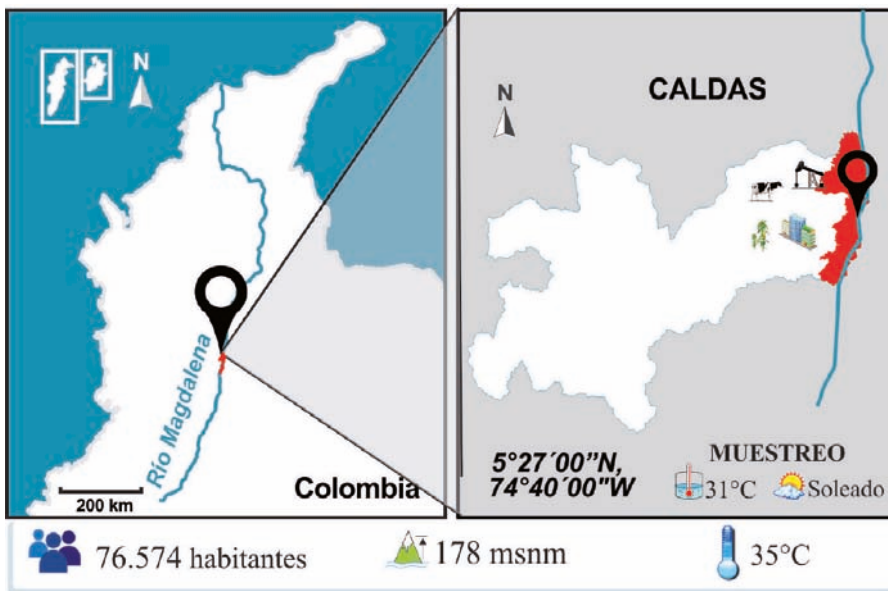 N
Río Magdalena
200 km
Colombia
N
CALDAS
5°27´00”N,
74°40´00"W
MUESTREO
31°C
Soleado
76.574 habitantes
178 msnm
35°C